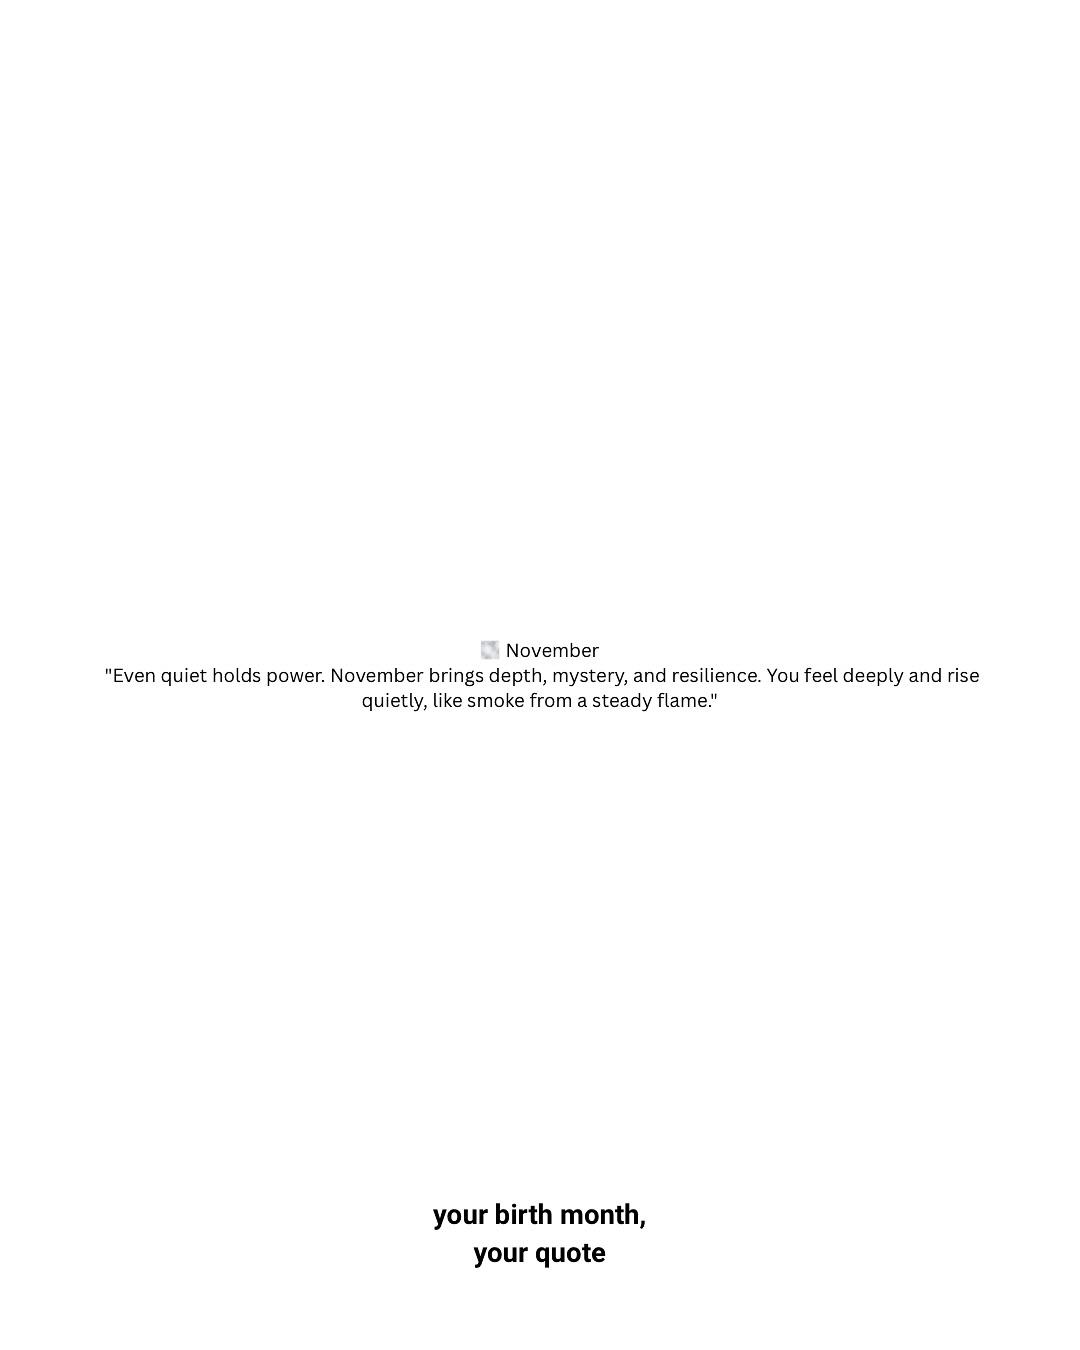 November
"Even quiet holds power. November brings depth, mystery, and resilience. You feel deeply and rise
quietly, like smoke from a steady flame."
your birth month,
your quote